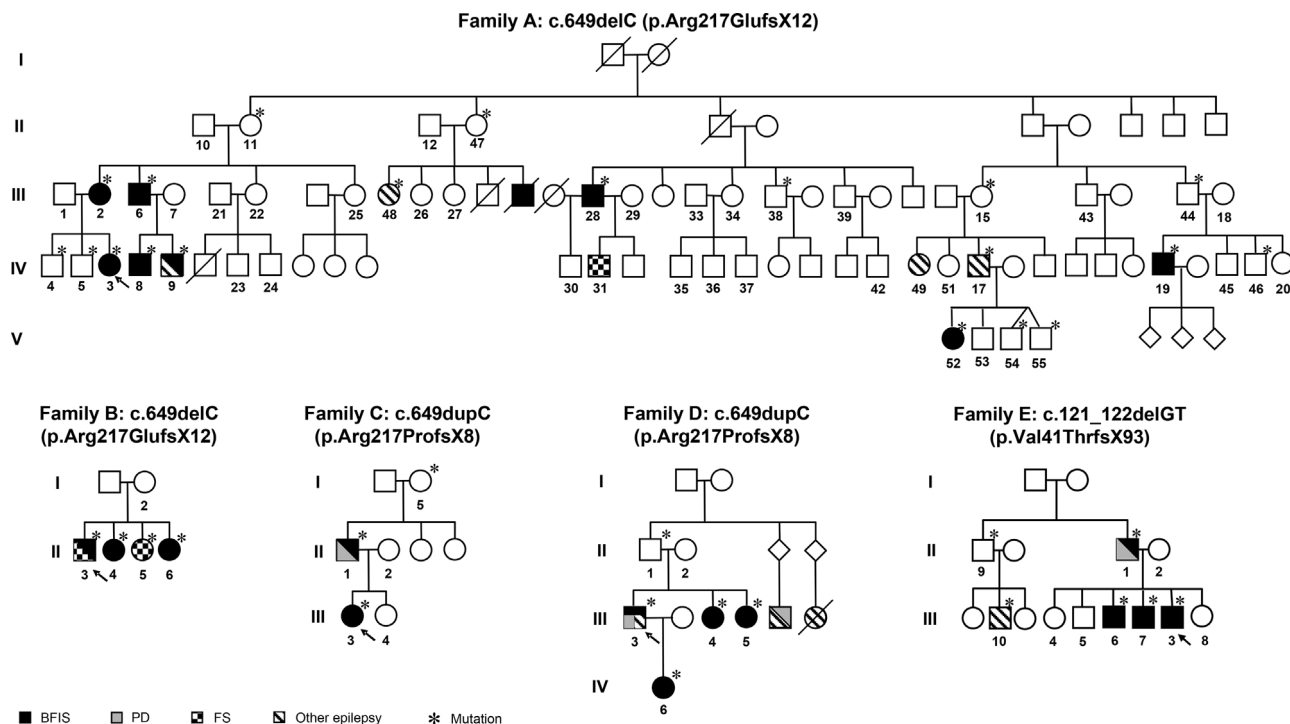 Family A: c.649delC (p.Arg217GlufsX12)
I
II
* *
10 11 12 47
III
* * * * * * *
1 2 6 7 21 22 25 48 26 27 28 29 33 34 38 39 15 43 44 18
IV
* * * * * * * *
4 5 3 8 9 23 24 30 31 35 36 37 42 49 51 17 19 45 46 20
V
* * *
52 53 54 55
Family B: c.649delC
(p.Arg217GlufsX12)
I
2
II
* * * *
3 4 5 6
Family C: c.649dupC
(p.Arg217ProfsX8)
I
*
5
II
*
1 2
III
*
3 4
Family D: c.649dupC
(p.Arg217ProfsX8)
I
II
*
1 2
III
* * *
3 4 5
IV
*
6
Family E: c.121_122delGT
(p.Val41ThrfsX93)
I
II
* *
9 1 2
III
* * * *
10 4 5 6 7 3 8
BFIS PD FS Other epilepsy * Mutation